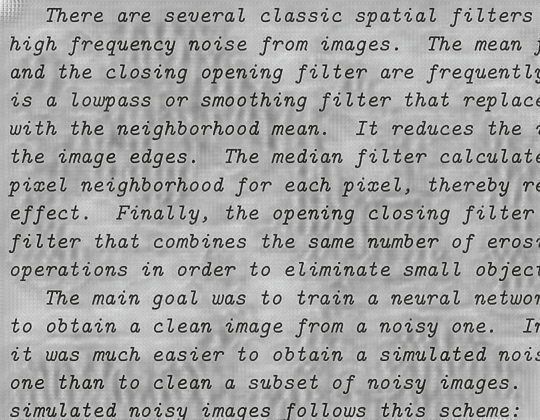 There are several classic spatial filters
high frequency noise from images. The mean
and the closing opening filter are frequently
is a lowpass or smoothing filter that replace
with the neighborhood mean. It reduces the
the image edges. The median filter calculate
pixel neighborhood for each pixel, thereby re
effect. Finally, the opening closing filter
filter that combines the same number of erosi
operations in order to eliminate small object
The main goal was to train a neural networ
to obtain a clean image from a noisy one. In
it was much easier to obtain a simulated nois
one than to clean a subset of noisy images.
simulated noisy images follows this scheme: